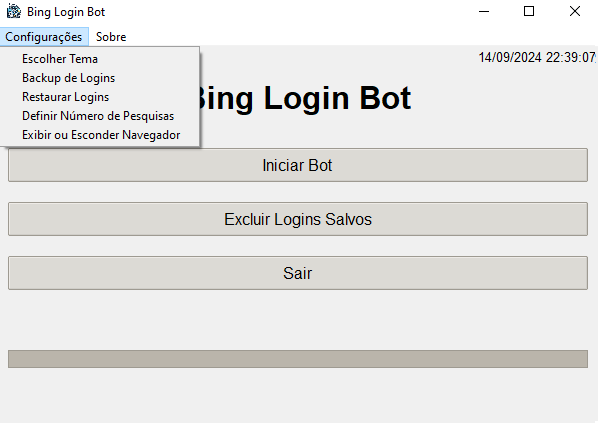 Bing Login Bot
Configurações Sobre
Escolher Tema
14/09/2024 22:39:07
Backup de Logins
Restaurar Logins
Bing Login Bot
Definir Número de Pesquisas
Exibir ou Esconder Navegador
Iniciar Bot
Excluir Logins Salvos
Sair